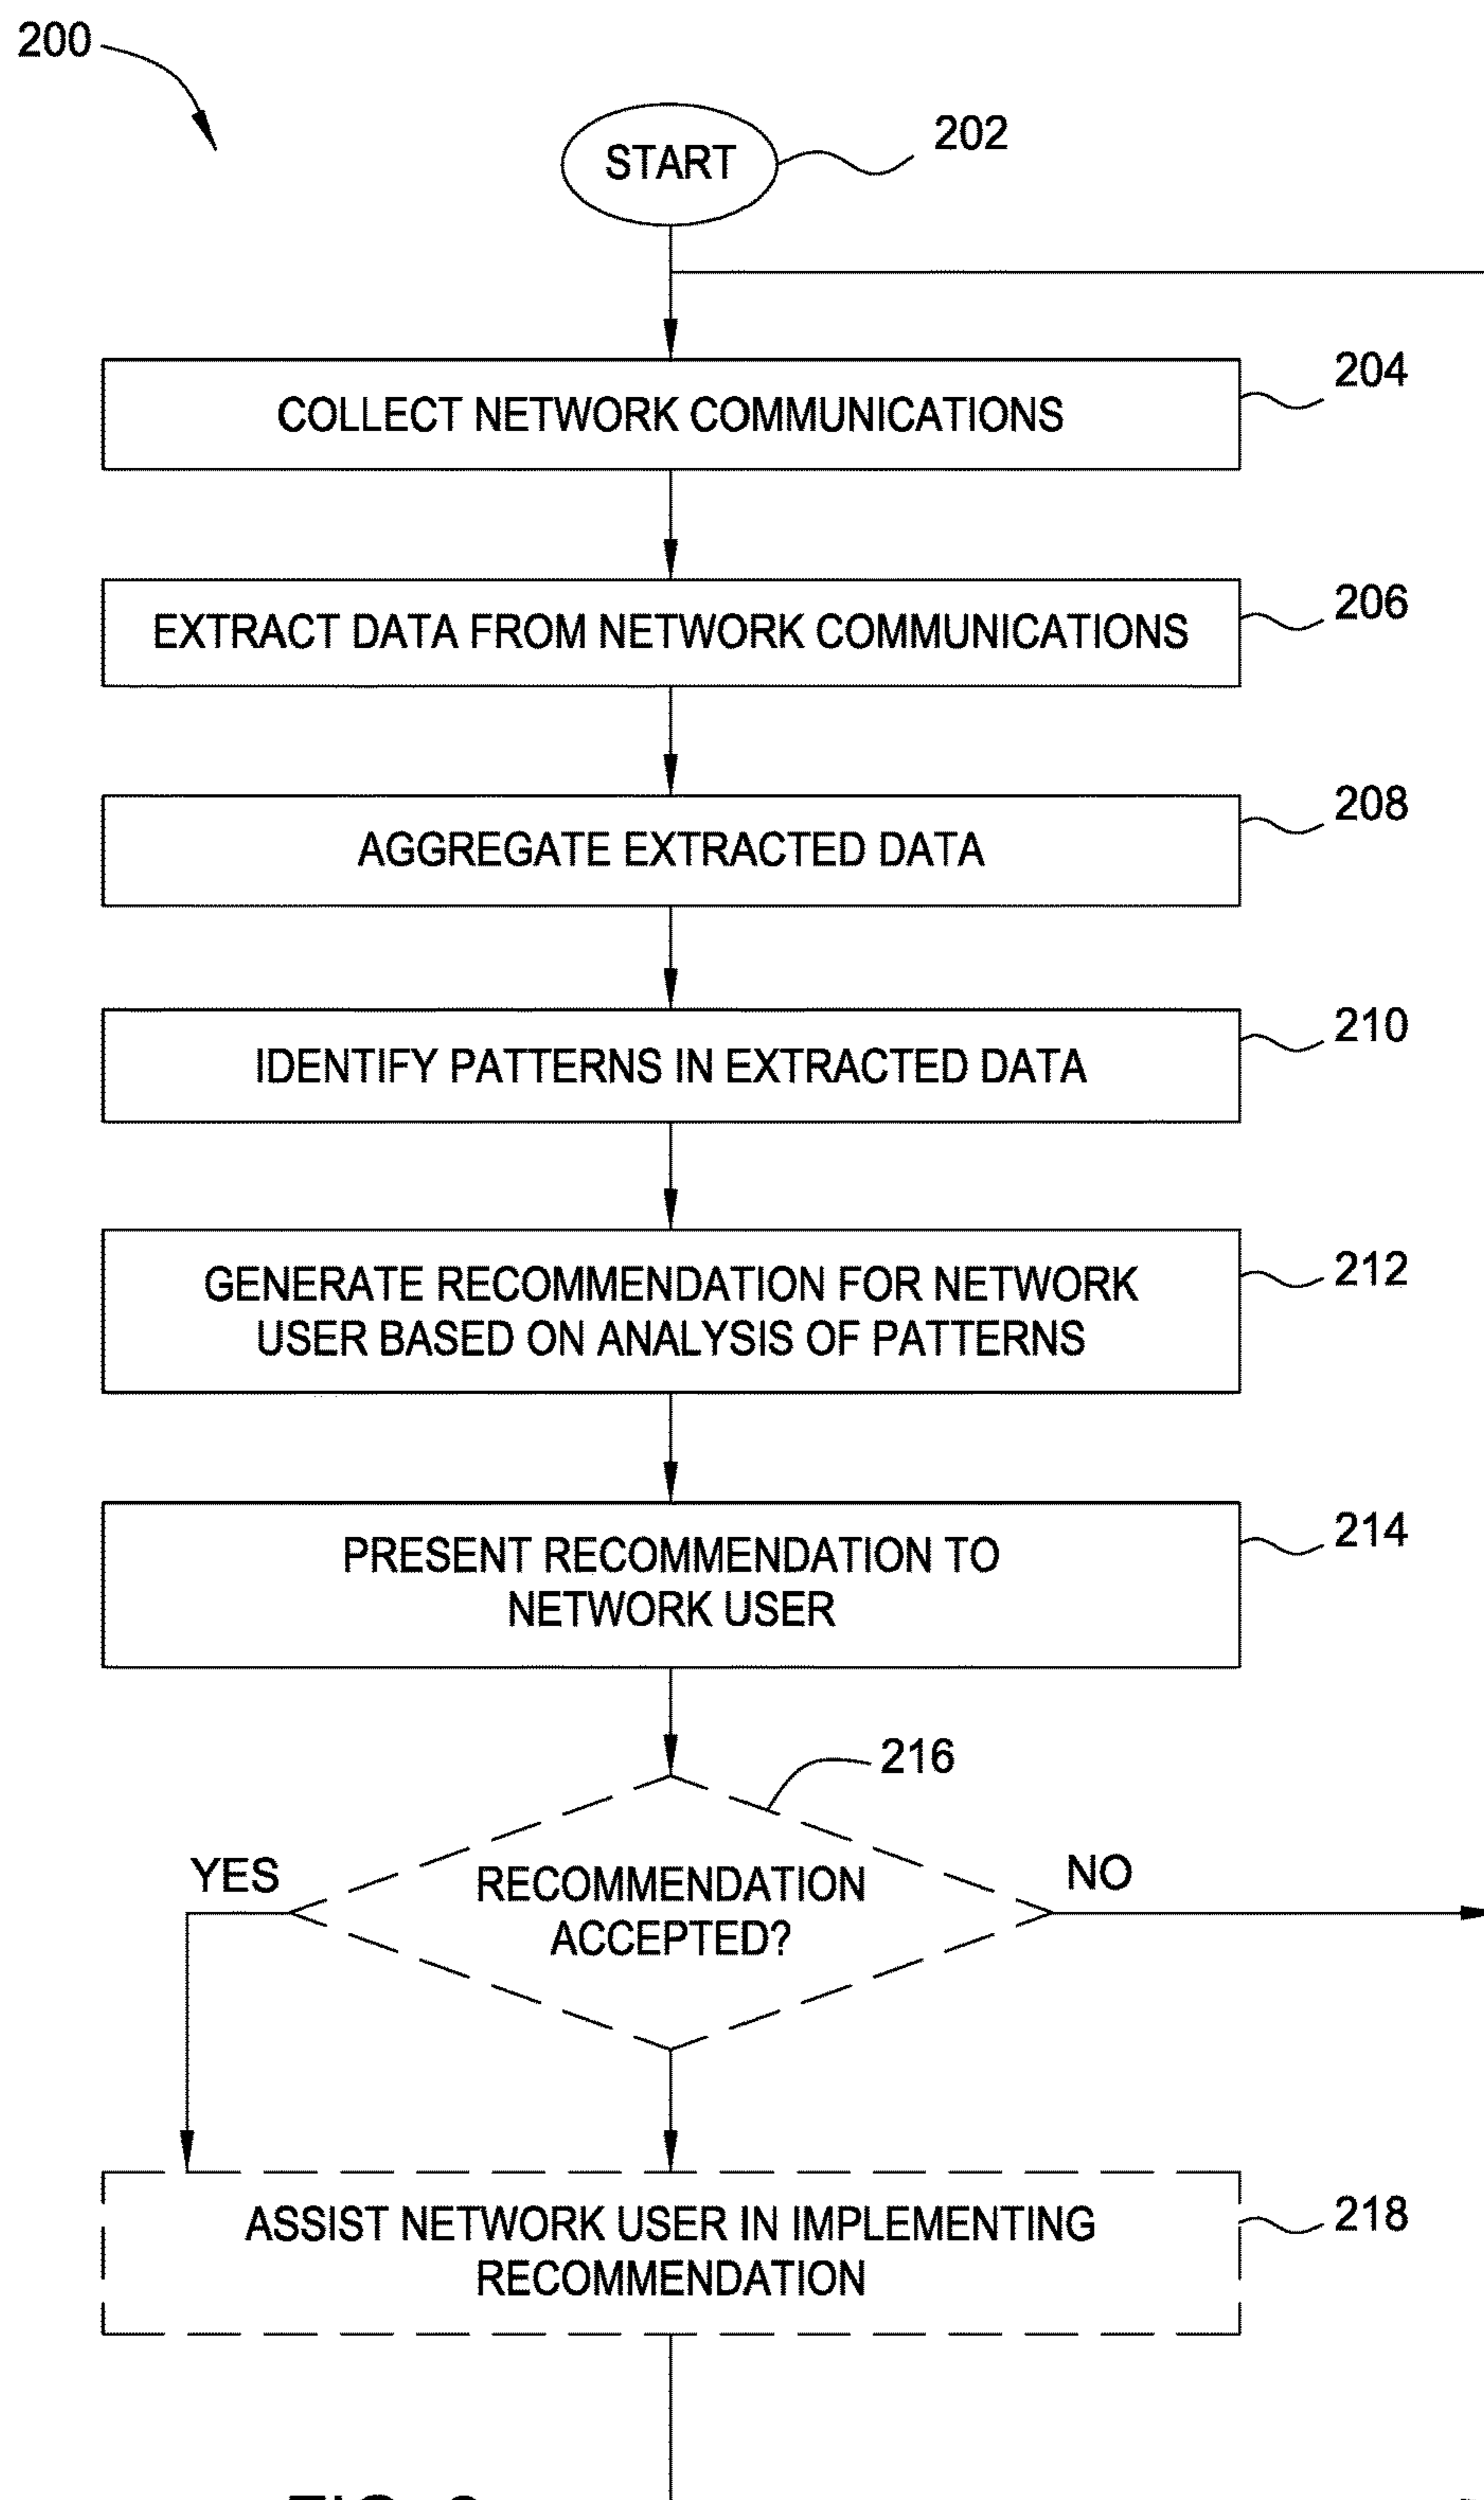 200
START
202
COLLECT NETWORK COMMUNICATIONS
204
EXTRACT DATA FROM NETWORK COMMUNICATIONS
206
AGGREGATE EXTRACTED DATA
208
IDENTIFY PATTERNS IN EXTRACTED DATA
210
GENERATE RECOMMENDATION FOR NETWORK
USER BASED ON ANALYSIS OF PATTERNS
212
PRESENT RECOMMENDATION TO
NETWORK USER
214
216
YES
RECOMMENDATION
ACCEPTED?
NO
ASSIST NETWORK USER IN IMPLEMENTING
RECOMMENDATION
218